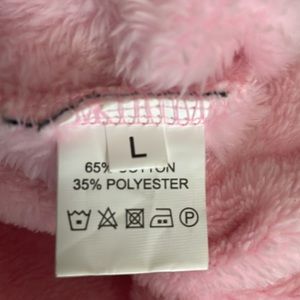 L
65% COTTON
35% POLYESTER
P